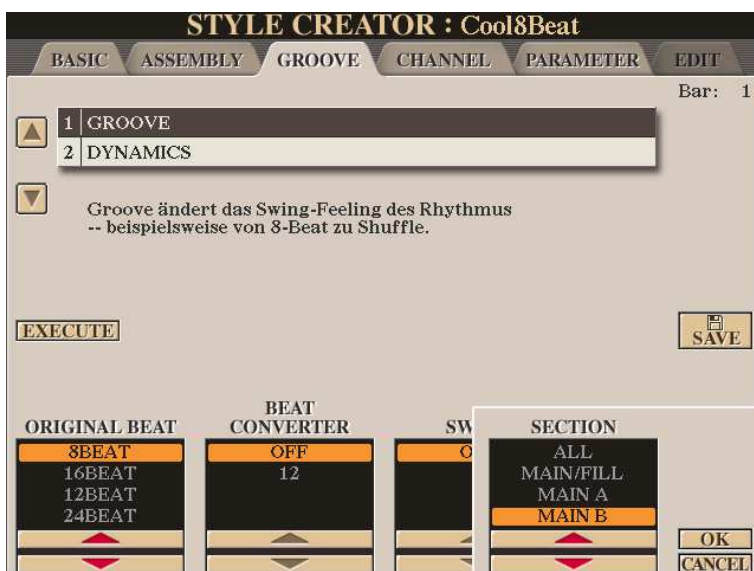 STYLE CREATOR : Cool8Beat
BASIC ASSEMBLY GROOVE CHANNEL PARAMETER EDIT
Bar: 1
1 GROOVE
2 DYNAMICS
Groove ändert das Swing-Feeling des Rhythmus
-- beispielsweise von 8-Beat zu Shuffle.
EXECUTE
SAVE
ORIGINAL BEAT
8BEAT
16BEAT
12BEAT
24BEAT
BEAT
CONVERTER
OFF
12
SW
O
SECTION
ALL
MAIN/FILL
MAIN A
MAIN B
OK
CANCEL